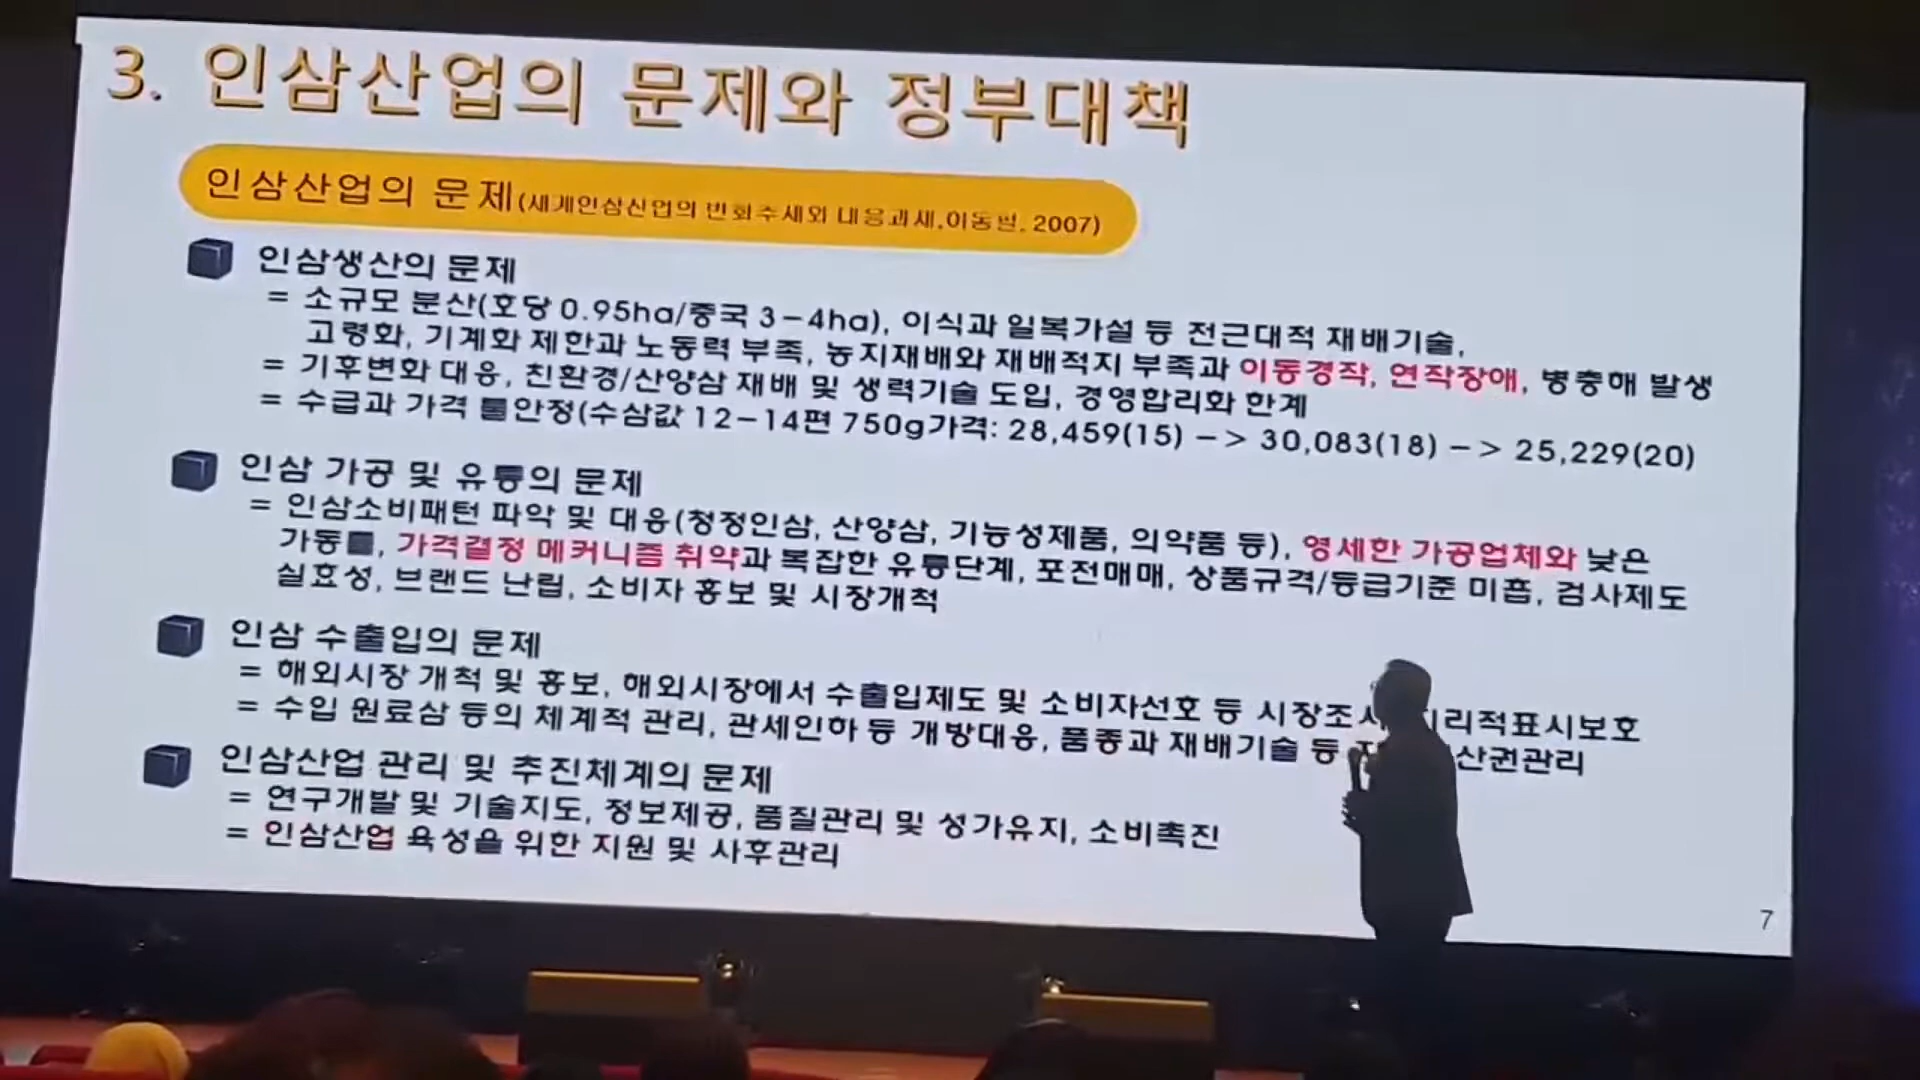 3. 인삼산업의 문제와 정부대책
인삼산업의 문제(세계인삼산업의 변화추세와 대응과제,이동필, 2007)
인삼생산의 문제
= 소규모 분산(호당 0.95ha/중국 3-4ha), 이식과 일복가설 등 전근대적 재배기술,
고령화, 기계화 제한과 노동력 부족, 농지재배와 재배적지 부족과 이동경작, 연작장애, 병충해 발생
= 기후변화 대응, 친환경/산양삼 재배 및 생력기술 도입, 경영합리화 한계
= 수급과 가격 불안정(수삼값 12-14편 750g가격: 28,459(15) -> 30,083(18) -> 25,229(20)
인삼 가공 및 유통의 문제
= 인삼소비패턴 파악 및 대응(청정인삼, 산양삼, 기능성제품, 의약품 등), 영세한 가공업체와 낮은
가동률, 가격결정 메커니즘 취약과 복잡한 유통단계, 포전매매, 상품규격/등급기준 미흡, 검사제도
실효성, 브랜드 난립, 소비자 홍보 및 시장개척
인삼 수출입의 문제
= 해외시장 개척 및 홍보, 해외시장에서 수출입제도 및 소비자선호 등 시장조사 리적표시보호
= 수입 원료삼 등의 체계적 관리, 관세인하 등 개방대응, 품종과 재배기술 등 산권관리
인삼산업 관리 및 추진체계의 문제
= 연구개발 및 기술지도, 정보제공, 품질관리 및 성가유지, 소비촉진
= 인삼산업 육성을 위한 지원 및 사후관리
7